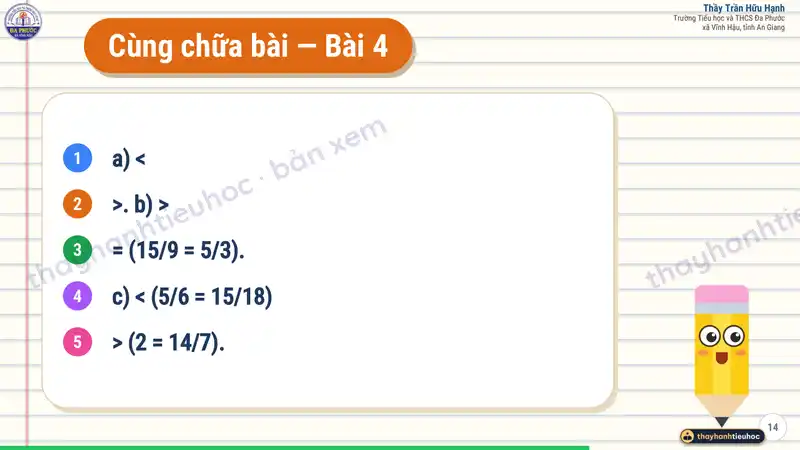 Thầy Trần Hữu Hạnh
Trường Tiểu học và THCS Đa Phước
xã Vĩnh Hậu, tỉnh An Giang
ĐA PHƯỚC
Cùng chữa bài — Bài 4
1 a) <
2 >. b) >
3 = (15/9 = 5/3).
4 c) < (5/6 = 15/18)
5 > (2 = 14/7).
thayhanhtieuhoc · bản xem
thayhanhtieuhoc
14